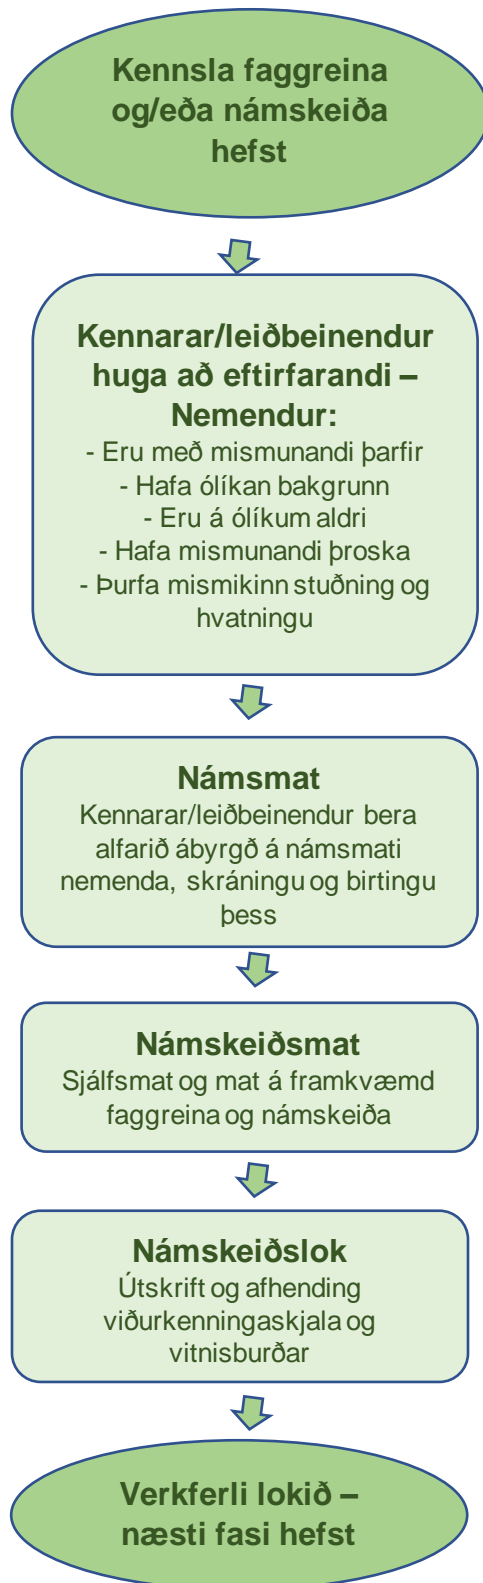 Kennsla faggreina
og/eða námskeiða
hefst
Kennarar/leiðbeinendur
huga að eftirfarandi –
Nemendur:
- Eru með mismunandi þarfir
- Hafa ólíkan bakgrunn
- Eru á ólíkum aldri
- Hafa mismunandi þroska
- Þurfa mismikinn stuðning og
hvatningu
Námsmat
Kennarar/leiðbeinendur bera
alfarið ábyrgð á námsmati
nemenda, skráningu og birtingu
þess
Námskeiðsmat
Sjálfsmat og mat á framkvæmd
faggreina og námskeiða
Námskeiðslok
Útskrift og afhending
viðurkenningaskjala og
vitnisburðar
Verkferli lokið –
næsti fasi hefst